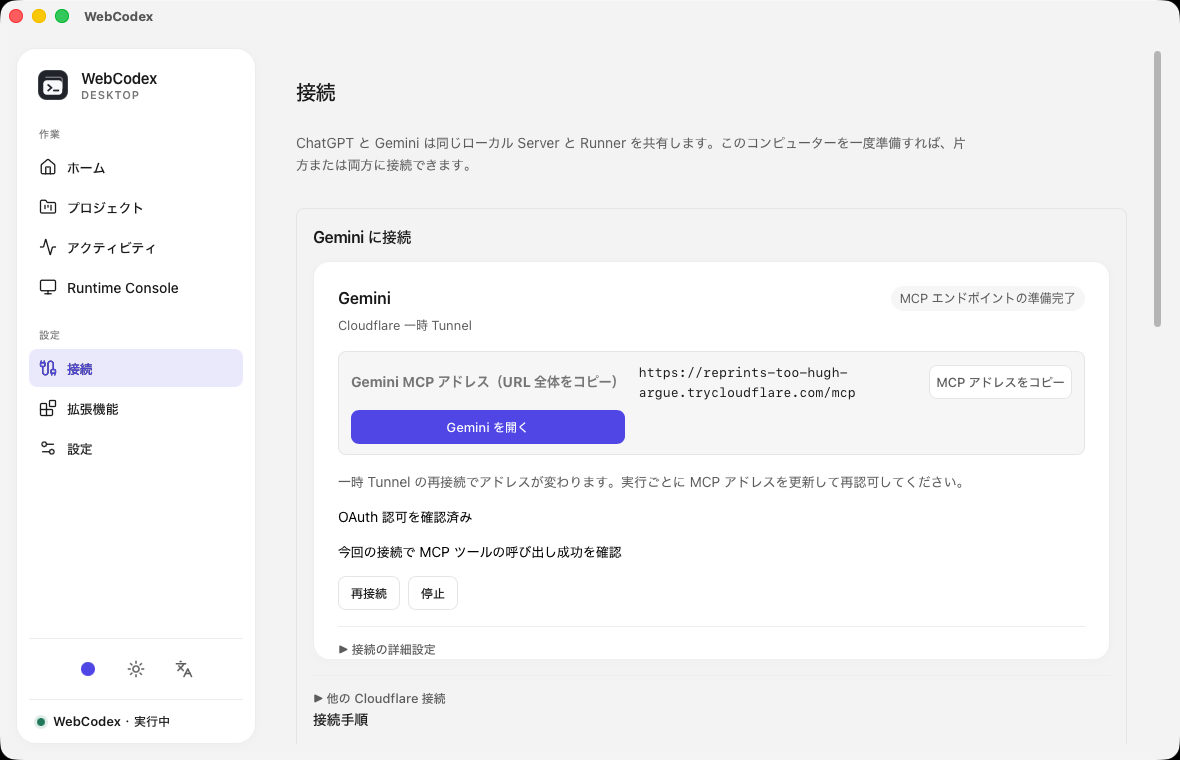 WebCodex
WebCodex
DESKTOP
作業
ホーム
プロジェクト
アクティビティ
Runtime Console
設定
接続
拡張機能
設定
WebCodex · 実行中
接続
ChatGPT と Gemini は同じローカル Server と Runner を共有します。このコンピューターを一度準備すれば、片
方または両方に接続できます。
Gemini に接続
Gemini
MCP エンドポイントの準備完了
Cloudflare 一時 Tunnel
Gemini MCP アドレス（URL 全体をコピー）
https://reprints-too-hugh-
argue.trycloudflare.com/mcp
MCP アドレスをコピー
Gemini を開く
一時 Tunnel の再接続でアドレスが変わります。実行ごとに MCP アドレスを更新して再認可してください。
OAuth 認可を確認済み
今回の接続で MCP ツールの呼び出し成功を確認
再接続
停止
▶ 接続の詳細設定
▶ 他の Cloudflare 接続
接続手順